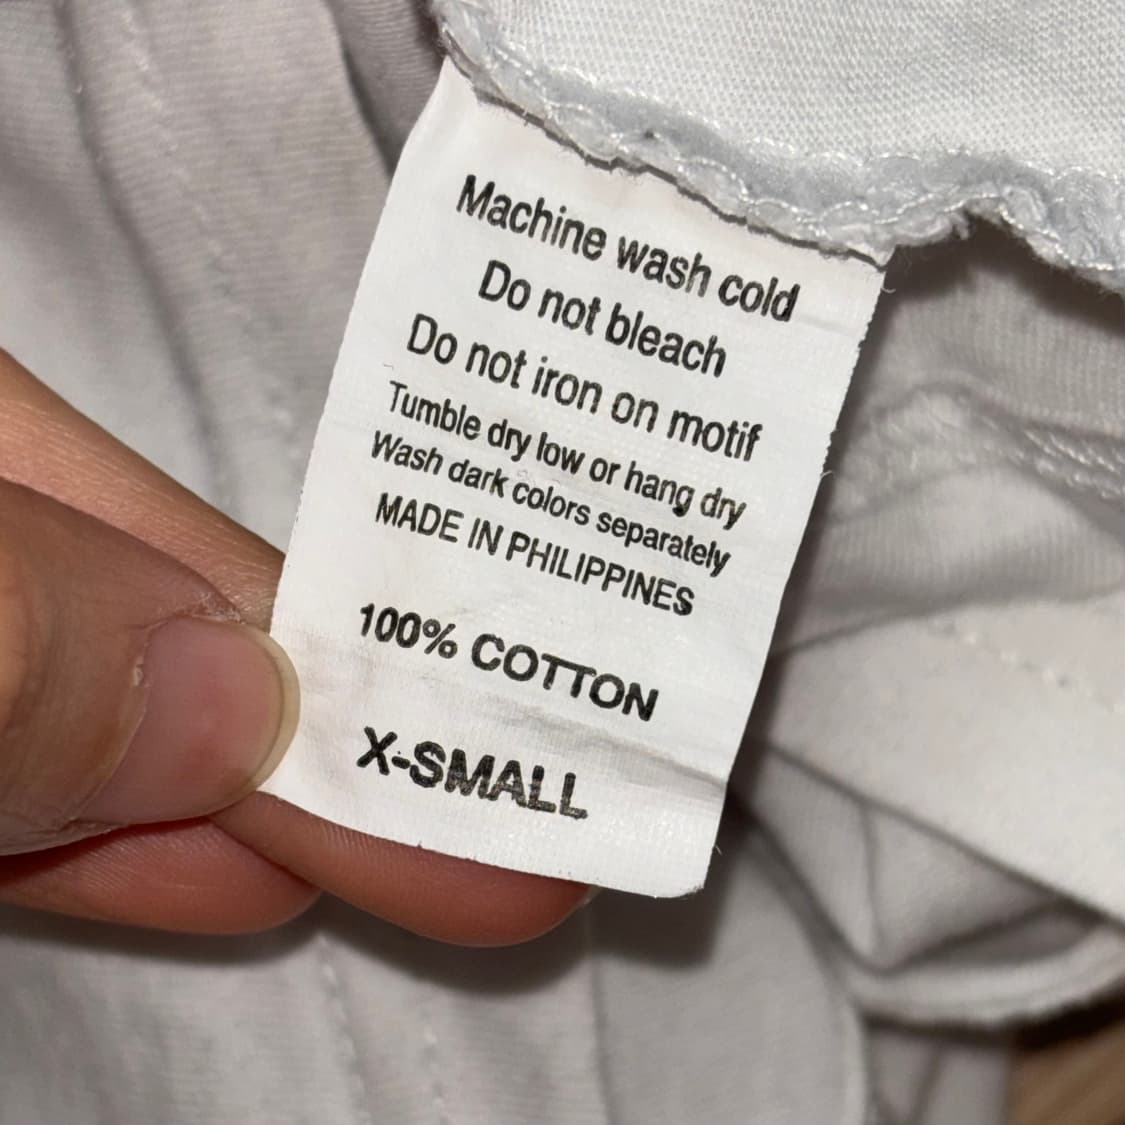 Machine wash cold
Do not bleach
Do not iron on motif
Tumble dry low or hang dry
Wash dark colors separately
MADE IN PHILIPPINES
100% COTTON
X-SMALL